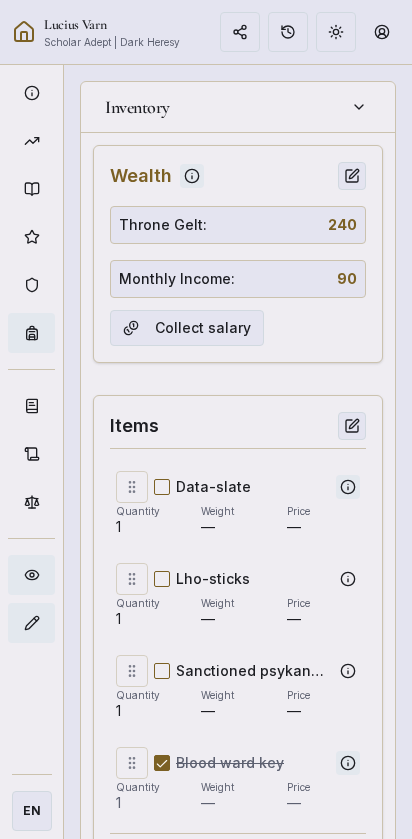 Lucius Varn
Scholar Adept | Dark Heresy
Inventory
Wealth
Throne Gelt: 240
Monthly Income: 90
Collect salary
Items
Data-slate
Quantity Weight Price
1 — —
Lho-sticks
Quantity Weight Price
1 — —
Sanctioned psykan...
Quantity Weight Price
1 — —
Blood ward key
Quantity Weight Price
1 — —
EN